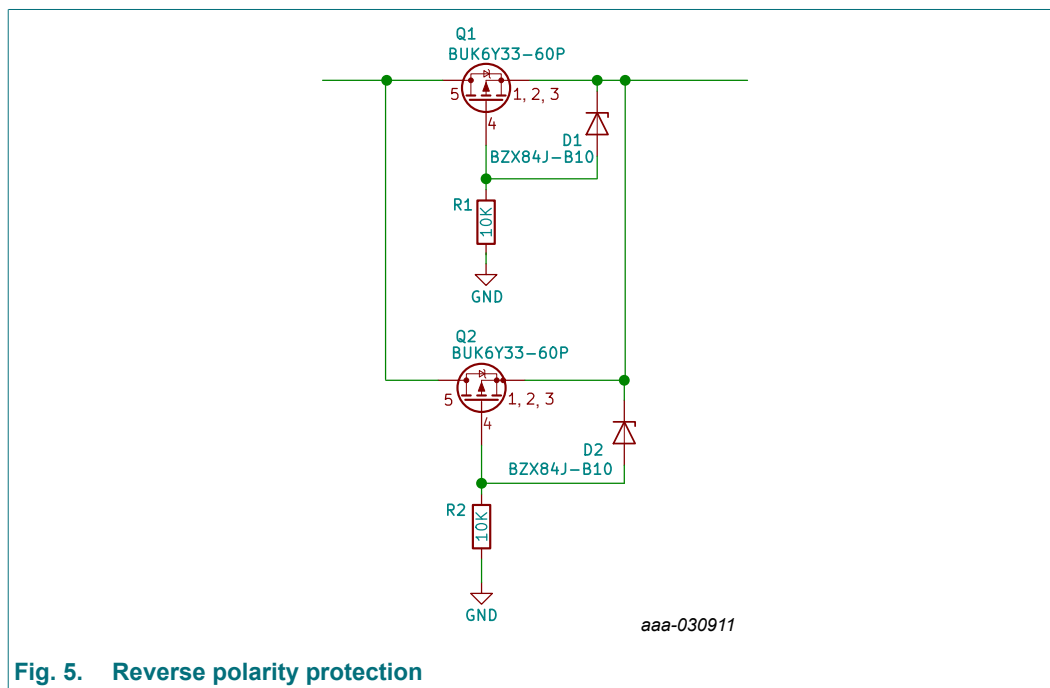 Q1
BUK6Y33-60P
5
1, 2, 3
4
D1
BZX84J-B10
R1
10K
GND
Q2
BUK6Y33-60P
5
1, 2, 3
4
D2
BZX84J-B10
R2
10K
GND
aaa-030911
Fig. 5. Reverse polarity protection